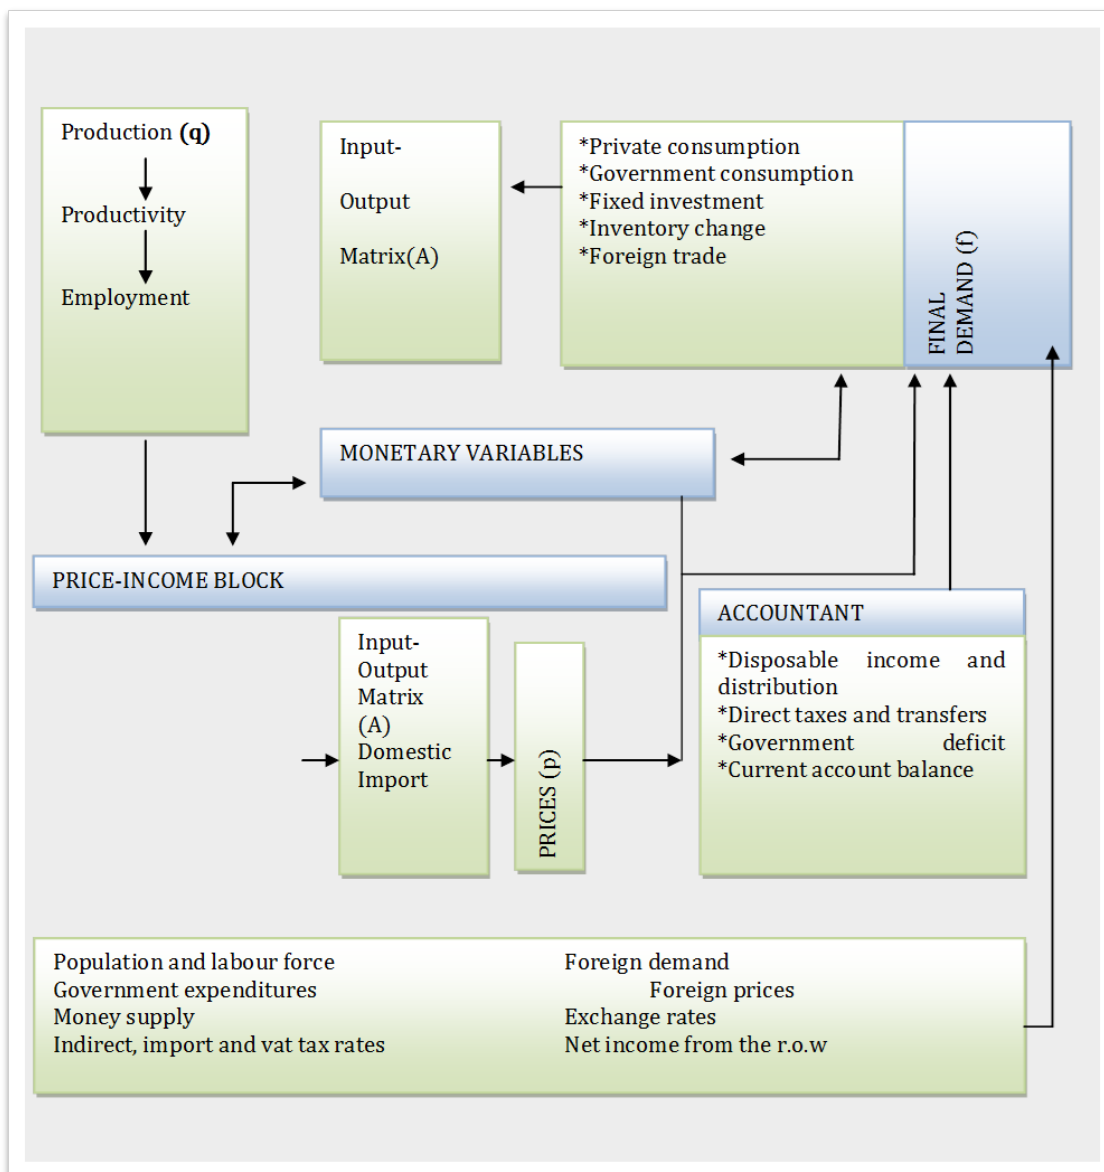 Production (q)
Productivity
Employment
Input-
Output
Matrix(A)
*Private consumption
*Government consumption
*Fixed investment
*Inventory change
*Foreign trade
FINAL
DEMAND (f)
MONETARY VARIABLES
PRICE-INCOME BLOCK
Input-
Output
Matrix
(A)
Domestic
Import
PRICES (p)
ACCOUNTANT
*Disposable income and
distribution
*Direct taxes and transfers
*Government deficit
*Current account balance
Population and labour force
Government expenditures
Money supply
Indirect, import and vat tax rates
Foreign demand
Foreign prices
Exchange rates
Net income from the r.o.w